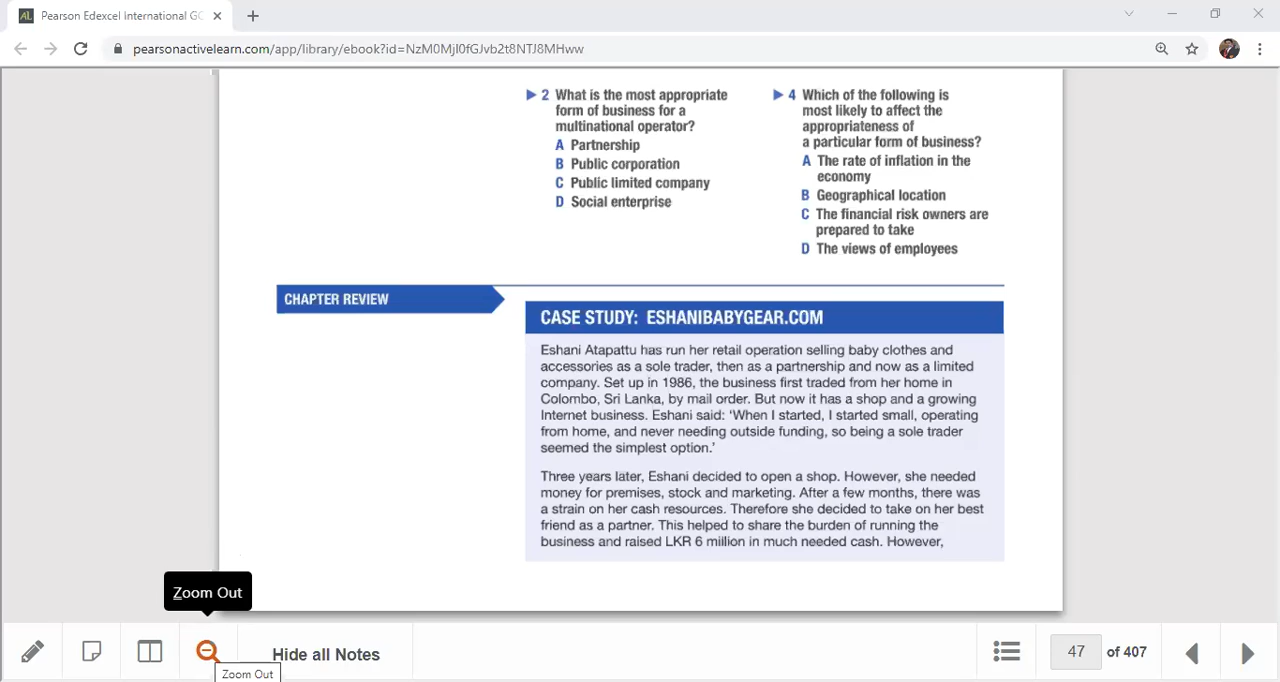 Pearson Edexcel International GC
pearsonactivelearn.com/app/library/ebook?id=NzM0Mjl0fGJvb2t8NTJ8MHww
2 What is the most appropriate
form of business for a
multinational operator?
A Partnership
B Public corporation
C Public limited company
D Social enterprise
4 Which of the following is
most likely to affect the
appropriateness of
a particular form of business?
A The rate of inflation in the
economy
B Geographical location
C The financial risk owners are
prepared to take
D The views of employees
CHAPTER REVIEW
CASE STUDY: ESHANIBABYGEAR.COM
Eshani Atapattu has run her retail operation selling baby clothes and
accessories as a sole trader, then as a partnership and now as a limited
company. Set up in 1986, the business first traded from her home in
Colombo, Sri Lanka, by mail order. But now it has a shop and a growing
Internet business. Eshani said: ‘When I started, I started small, operating
from home, and never needing outside funding, so being a sole trader
seemed the simplest option.’
Three years later, Eshani decided to open a shop. However, she needed
money for premises, stock and marketing. After a few months, there was
a strain on her cash resources. Therefore she decided to take on her best
friend as a partner. This helped to share the burden of running the
business and raised LKR 6 million in much needed cash. However,
Zoom Out
Hide all Notes
47 of 407
Zoom Out